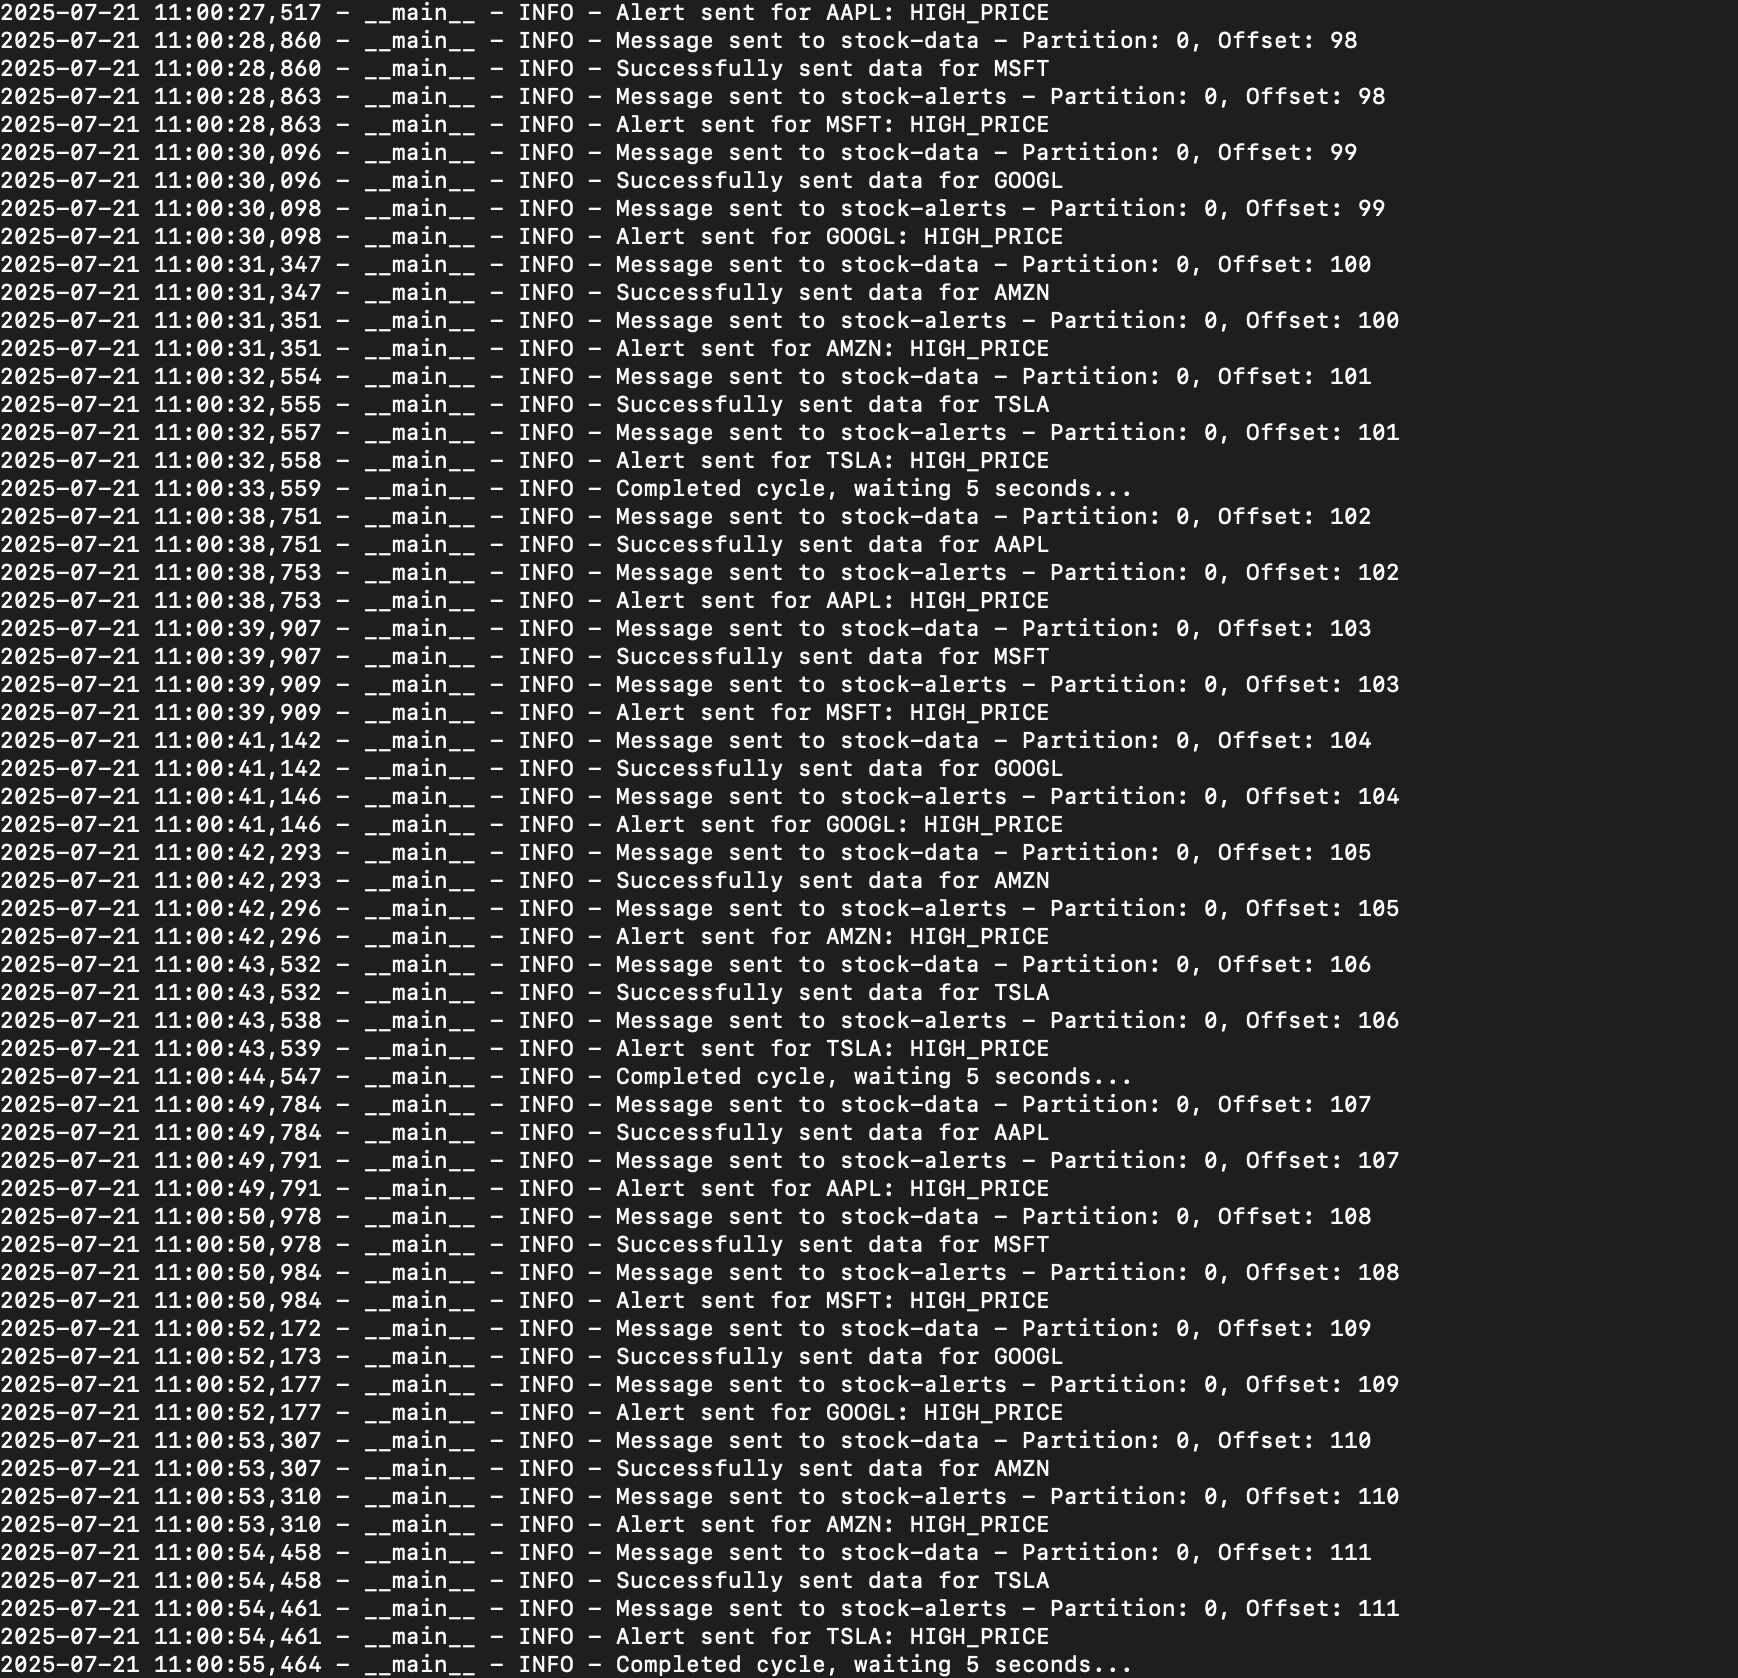 2025-07-21 11:00:27,517 - __main__ - INFO - Alert sent for AAPL: HIGH_PRICE
2025-07-21 11:00:28,860 - __main__ - INFO - Message sent to stock-data - Partition: 0, Offset: 98
2025-07-21 11:00:28,860 - __main__ - INFO - Successfully sent data for MSFT
2025-07-21 11:00:28,863 - __main__ - INFO - Message sent to stock-alerts - Partition: 0, Offset: 98
2025-07-21 11:00:28,863 - __main__ - INFO - Alert sent for MSFT: HIGH_PRICE
2025-07-21 11:00:30,096 - __main__ - INFO - Message sent to stock-data - Partition: 0, Offset: 99
2025-07-21 11:00:30,096 - __main__ - INFO - Successfully sent data for GOOGL
2025-07-21 11:00:30,098 - __main__ - INFO - Message sent to stock-alerts - Partition: 0, Offset: 99
2025-07-21 11:00:30,098 - __main__ - INFO - Alert sent for GOOGL: HIGH_PRICE
2025-07-21 11:00:31,347 - __main__ - INFO - Message sent to stock-data - Partition: 0, Offset: 100
2025-07-21 11:00:31,347 - __main__ - INFO - Successfully sent data for AMZN
2025-07-21 11:00:31,351 - __main__ - INFO - Message sent to stock-alerts - Partition: 0, Offset: 100
2025-07-21 11:00:31,351 - __main__ - INFO - Alert sent for AMZN: HIGH_PRICE
2025-07-21 11:00:32,554 - __main__ - INFO - Message sent to stock-data - Partition: 0, Offset: 101
2025-07-21 11:00:32,555 - __main__ - INFO - Successfully sent data for TSLA
2025-07-21 11:00:32,557 - __main__ - INFO - Message sent to stock-alerts - Partition: 0, Offset: 101
2025-07-21 11:00:32,558 - __main__ - INFO - Alert sent for TSLA: HIGH_PRICE
2025-07-21 11:00:33,559 - __main__ - INFO - Completed cycle, waiting 5 seconds...
2025-07-21 11:00:38,751 - __main__ - INFO - Message sent to stock-data - Partition: 0, Offset: 102
2025-07-21 11:00:38,751 - __main__ - INFO - Successfully sent data for AAPL
2025-07-21 11:00:38,753 - __main__ - INFO - Message sent to stock-alerts - Partition: 0, Offset: 102
2025-07-21 11:00:38,753 - __main__ - INFO - Alert sent for AAPL: HIGH_PRICE
2025-07-21 11:00:39,907 - __main__ - INFO - Message sent to stock-data - Partition: 0, Offset: 103
2025-07-21 11:00:39,907 - __main__ - INFO - Successfully sent data for MSFT
2025-07-21 11:00:39,909 - __main__ - INFO - Message sent to stock-alerts - Partition: 0, Offset: 103
2025-07-21 11:00:39,909 - __main__ - INFO - Alert sent for MSFT: HIGH_PRICE
2025-07-21 11:00:41,142 - __main__ - INFO - Message sent to stock-data - Partition: 0, Offset: 104
2025-07-21 11:00:41,142 - __main__ - INFO - Successfully sent data for GOOGL
2025-07-21 11:00:41,146 - __main__ - INFO - Message sent to stock-alerts - Partition: 0, Offset: 104
2025-07-21 11:00:41,146 - __main__ - INFO - Alert sent for GOOGL: HIGH_PRICE
2025-07-21 11:00:42,293 - __main__ - INFO - Message sent to stock-data - Partition: 0, Offset: 105
2025-07-21 11:00:42,293 - __main__ - INFO - Successfully sent data for AMZN
2025-07-21 11:00:42,296 - __main__ - INFO - Message sent to stock-alerts - Partition: 0, Offset: 105
2025-07-21 11:00:42,296 - __main__ - INFO - Alert sent for AMZN: HIGH_PRICE
2025-07-21 11:00:43,532 - __main__ - INFO - Message sent to stock-data - Partition: 0, Offset: 106
2025-07-21 11:00:43,532 - __main__ - INFO - Successfully sent data for TSLA
2025-07-21 11:00:43,538 - __main__ - INFO - Message sent to stock-alerts - Partition: 0, Offset: 106
2025-07-21 11:00:43,539 - __main__ - INFO - Alert sent for TSLA: HIGH_PRICE
2025-07-21 11:00:44,547 - __main__ - INFO - Completed cycle, waiting 5 seconds...
2025-07-21 11:00:49,784 - __main__ - INFO - Message sent to stock-data - Partition: 0, Offset: 107
2025-07-21 11:00:49,784 - __main__ - INFO - Successfully sent data for AAPL
2025-07-21 11:00:49,791 - __main__ - INFO - Message sent to stock-alerts - Partition: 0, Offset: 107
2025-07-21 11:00:49,791 - __main__ - INFO - Alert sent for AAPL: HIGH_PRICE
2025-07-21 11:00:50,978 - __main__ - INFO - Message sent to stock-data - Partition: 0, Offset: 108
2025-07-21 11:00:50,978 - __main__ - INFO - Successfully sent data for MSFT
2025-07-21 11:00:50,984 - __main__ - INFO - Message sent to stock-alerts - Partition: 0, Offset: 108
2025-07-21 11:00:50,984 - __main__ - INFO - Alert sent for MSFT: HIGH_PRICE
2025-07-21 11:00:52,172 - __main__ - INFO - Message sent to stock-data - Partition: 0, Offset: 109
2025-07-21 11:00:52,173 - __main__ - INFO - Successfully sent data for GOOGL
2025-07-21 11:00:52,177 - __main__ - INFO - Message sent to stock-alerts - Partition: 0, Offset: 109
2025-07-21 11:00:52,177 - __main__ - INFO - Alert sent for GOOGL: HIGH_PRICE
2025-07-21 11:00:53,307 - __main__ - INFO - Message sent to stock-data - Partition: 0, Offset: 110
2025-07-21 11:00:53,307 - __main__ - INFO - Successfully sent data for AMZN
2025-07-21 11:00:53,310 - __main__ - INFO - Message sent to stock-alerts - Partition: 0, Offset: 110
2025-07-21 11:00:53,310 - __main__ - INFO - Alert sent for AMZN: HIGH_PRICE
2025-07-21 11:00:54,458 - __main__ - INFO - Message sent to stock-data - Partition: 0, Offset: 111
2025-07-21 11:00:54,458 - __main__ - INFO - Successfully sent data for TSLA
2025-07-21 11:00:54,461 - __main__ - INFO - Message sent to stock-alerts - Partition: 0, Offset: 111
2025-07-21 11:00:54,461 - __main__ - INFO - Alert sent for TSLA: HIGH_PRICE
2025-07-21 11:00:55,464 - __main__ - INFO - Completed cycle, waiting 5 seconds...